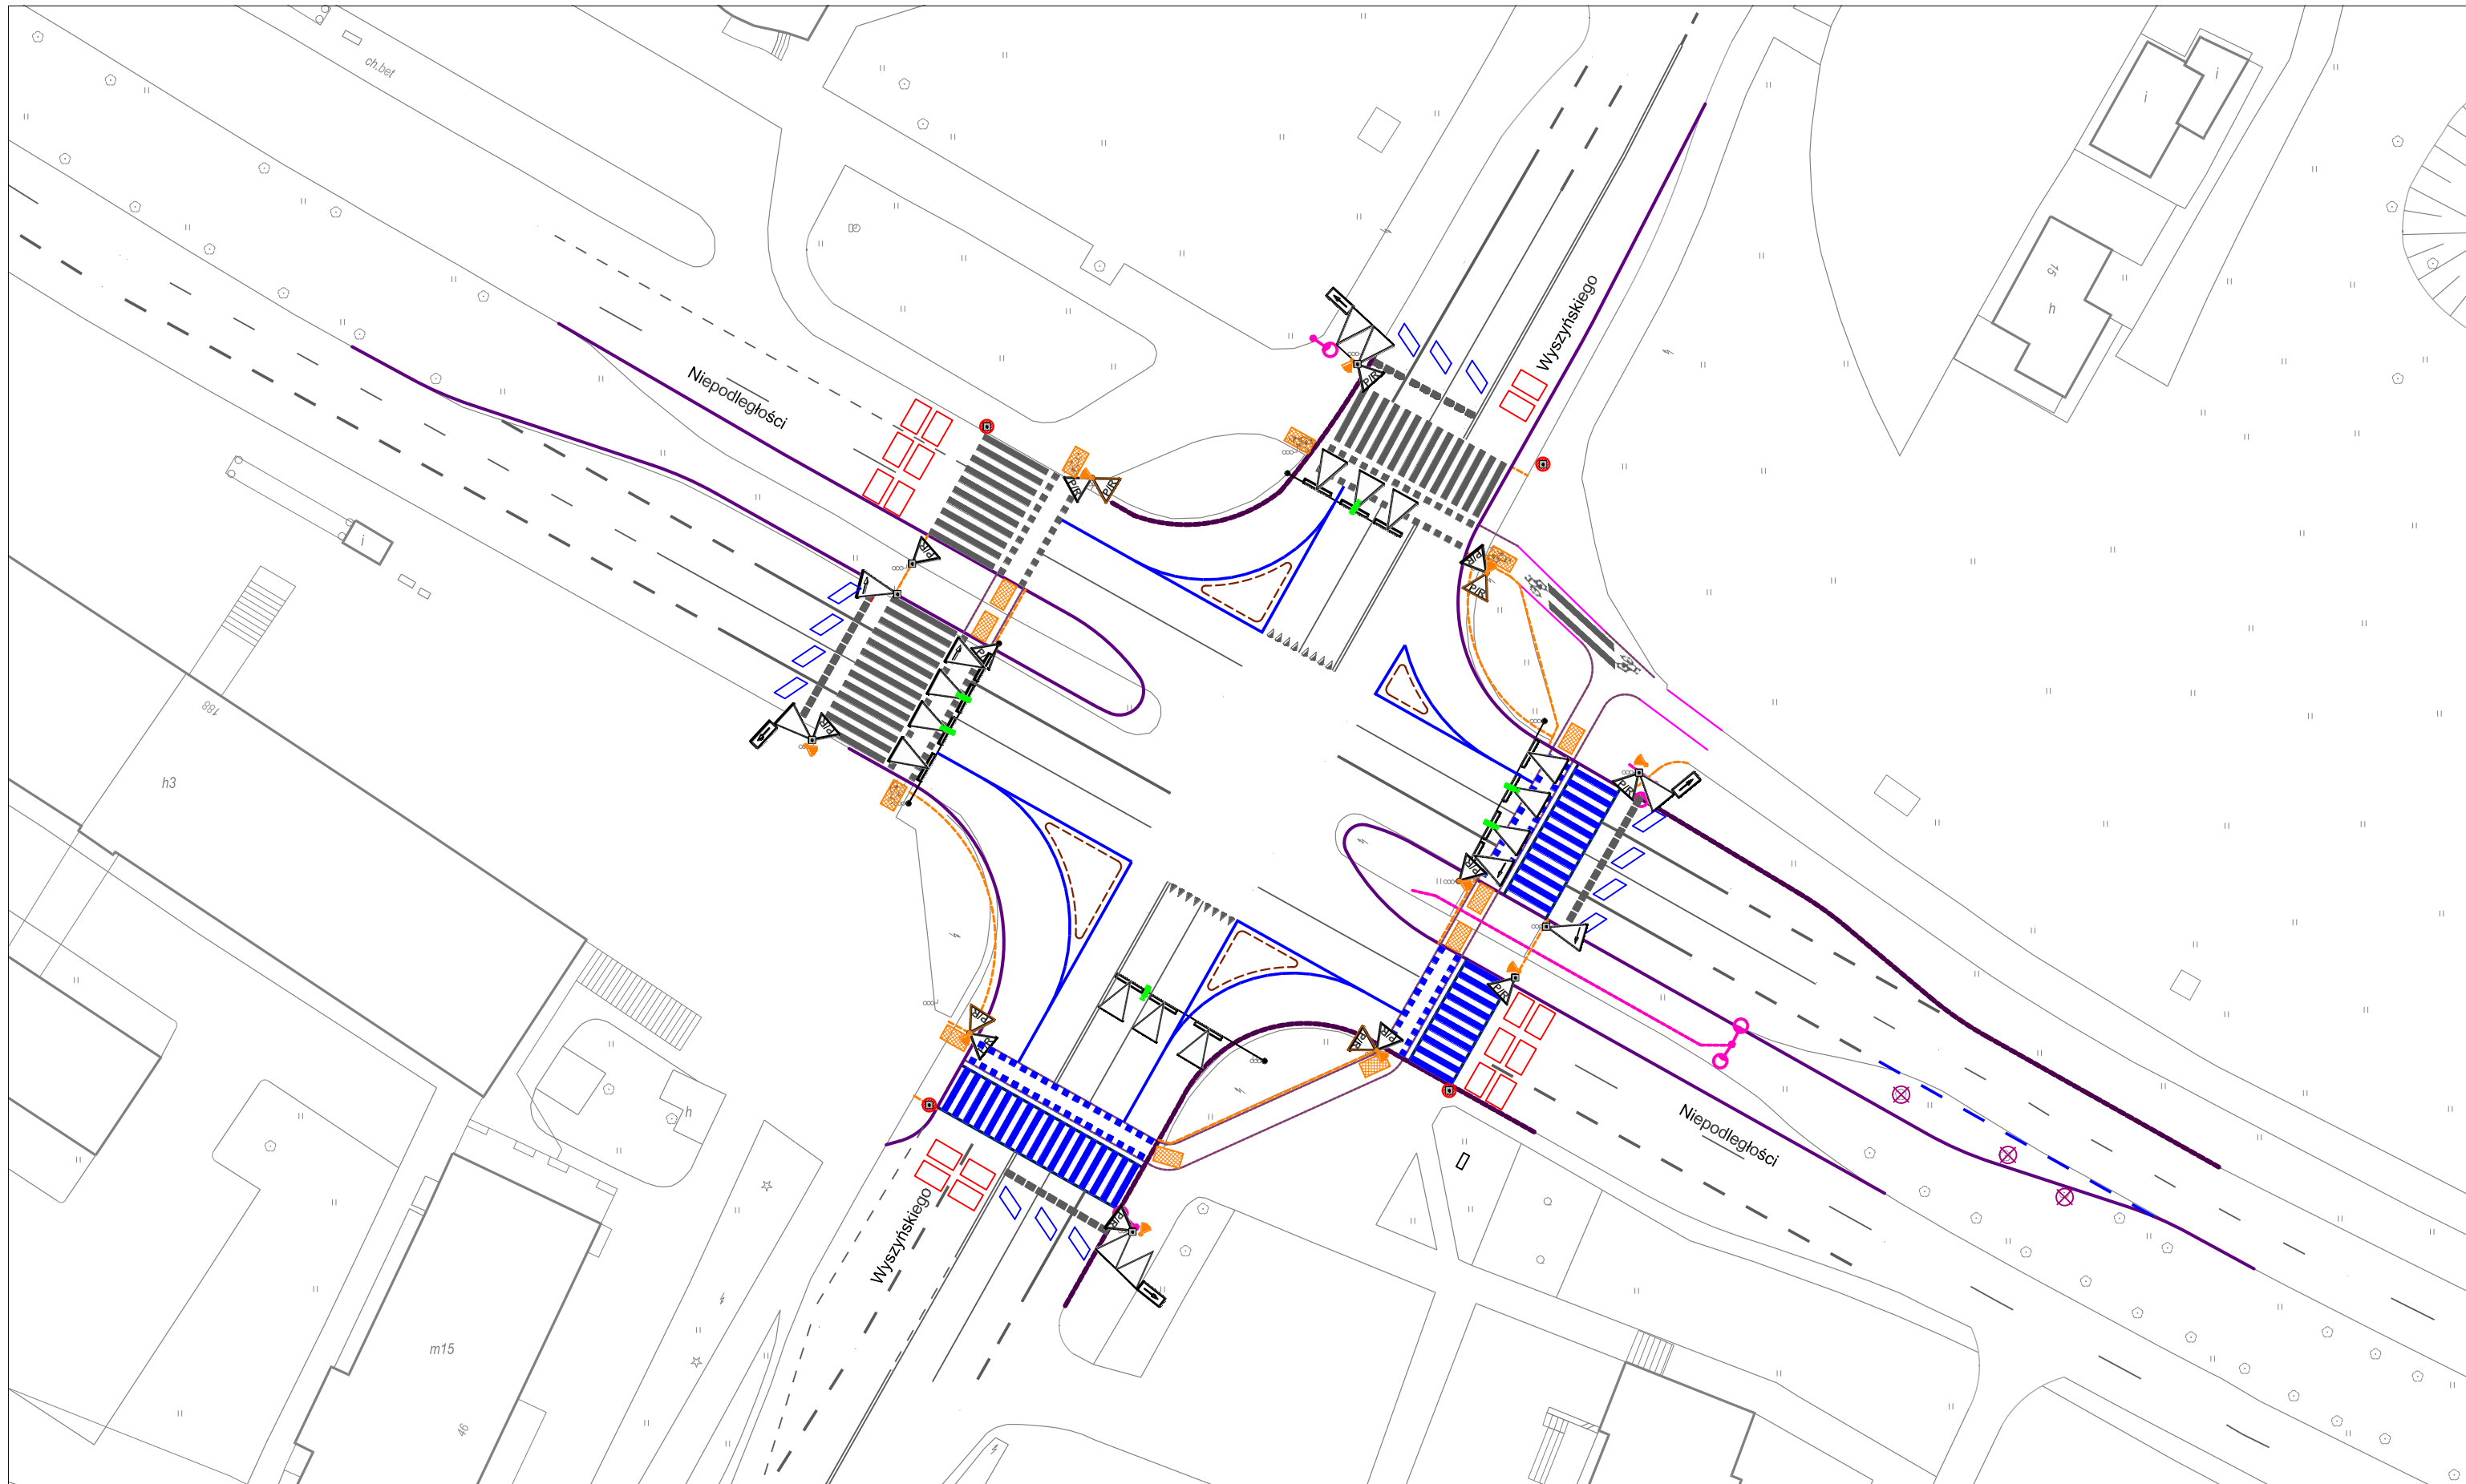 ch.bet
i
i
15
h
Wyszyńskiego
Niepodległości
P/R
P/R
P/R
P/R
i
P/R
P/R
P/R
P/R
188
P/R
P/R
h3
P/R
P/R
P/R
P/R
P/R
h
Niepodległości
P/R
Wyszyńskiego
m15
46